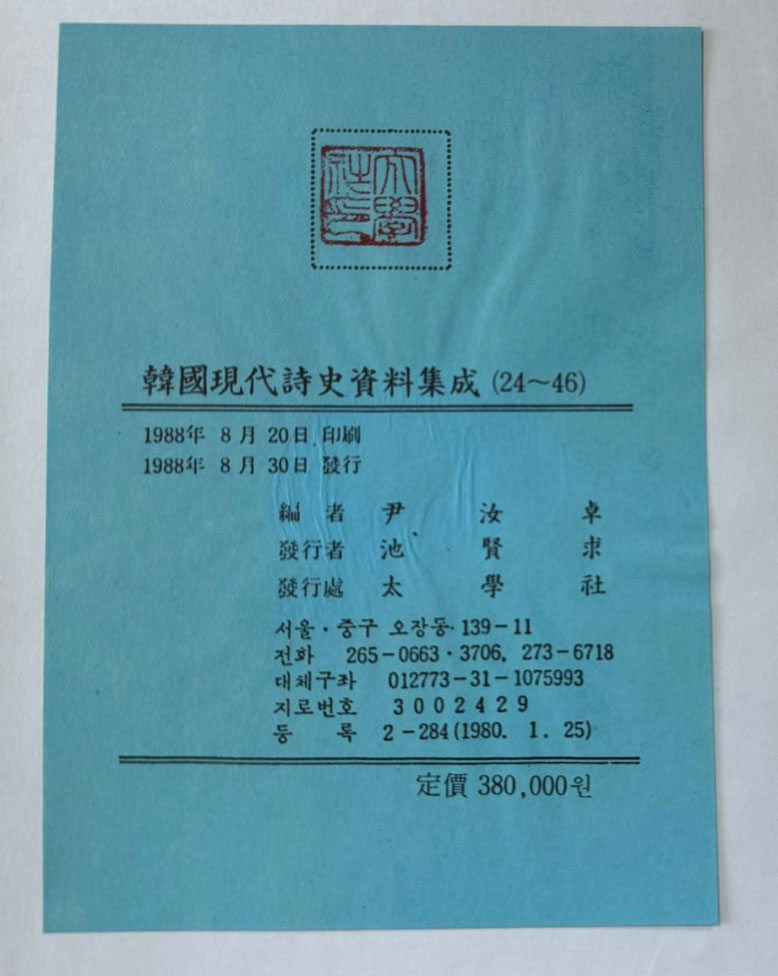 太學
社印
韓國現代詩史資料集成 (24～46)
1988年 8月 20日 印刷
1988年 8月 30日 發行
編者 尹汝卓
發行者 池賢求
發行處 太學社
서울·중구 오장동 139-11
전화 265-0663·3706, 273-6718
대체구좌 012773-31-1075993
지로번호 3002429
등록 2-284(1980. 1. 25)
定價 380,000원